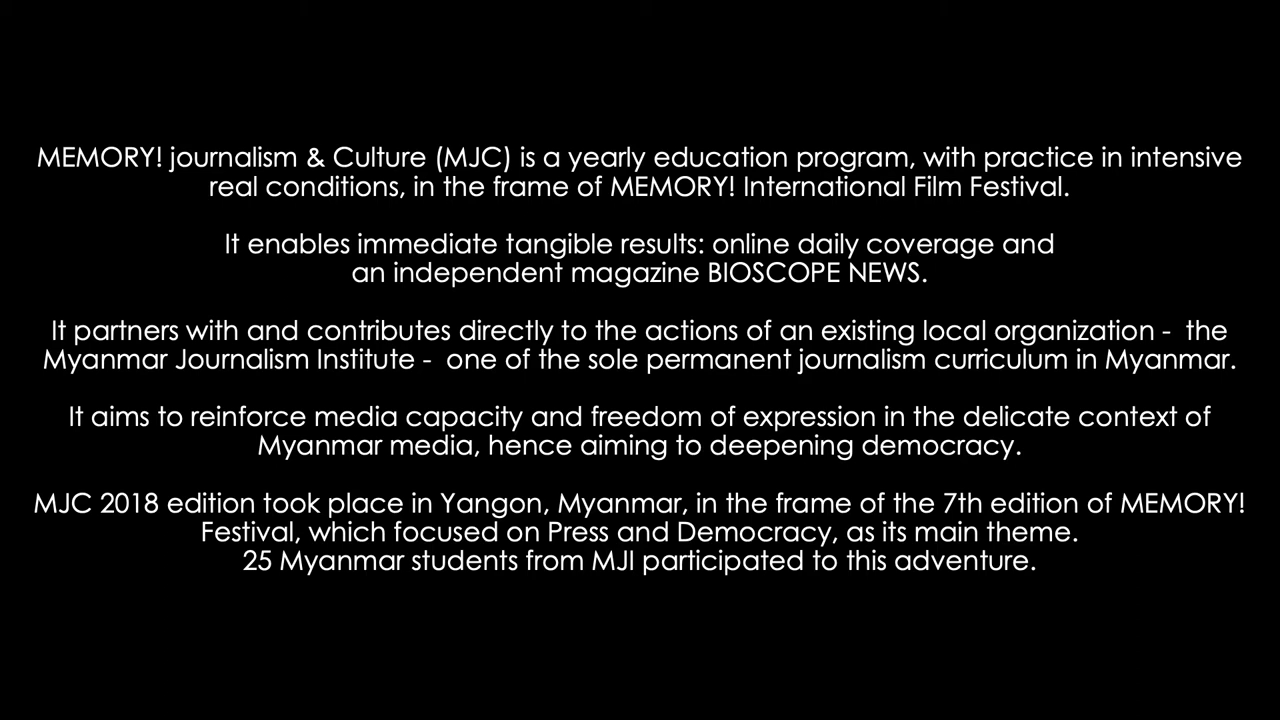 MEMORY! journalism & Culture (MJC) is a yearly education program, with practice in intensive
real conditions, in the frame of MEMORY! International Film Festival.
It enables immediate tangible results: online daily coverage and
an independent magazine BIOSCOPE NEWS.
It partners with and contributes directly to the actions of an existing local organization -  the
Myanmar Journalism Institute -  one of the sole permanent journalism curriculum in Myanmar.
It aims to reinforce media capacity and freedom of expression in the delicate context of
Myanmar media, hence aiming to deepening democracy.
MJC 2018 edition took place in Yangon, Myanmar, in the frame of the 7th edition of MEMORY!
Festival, which focused on Press and Democracy, as its main theme.
25 Myanmar students from MJI participated to this adventure.